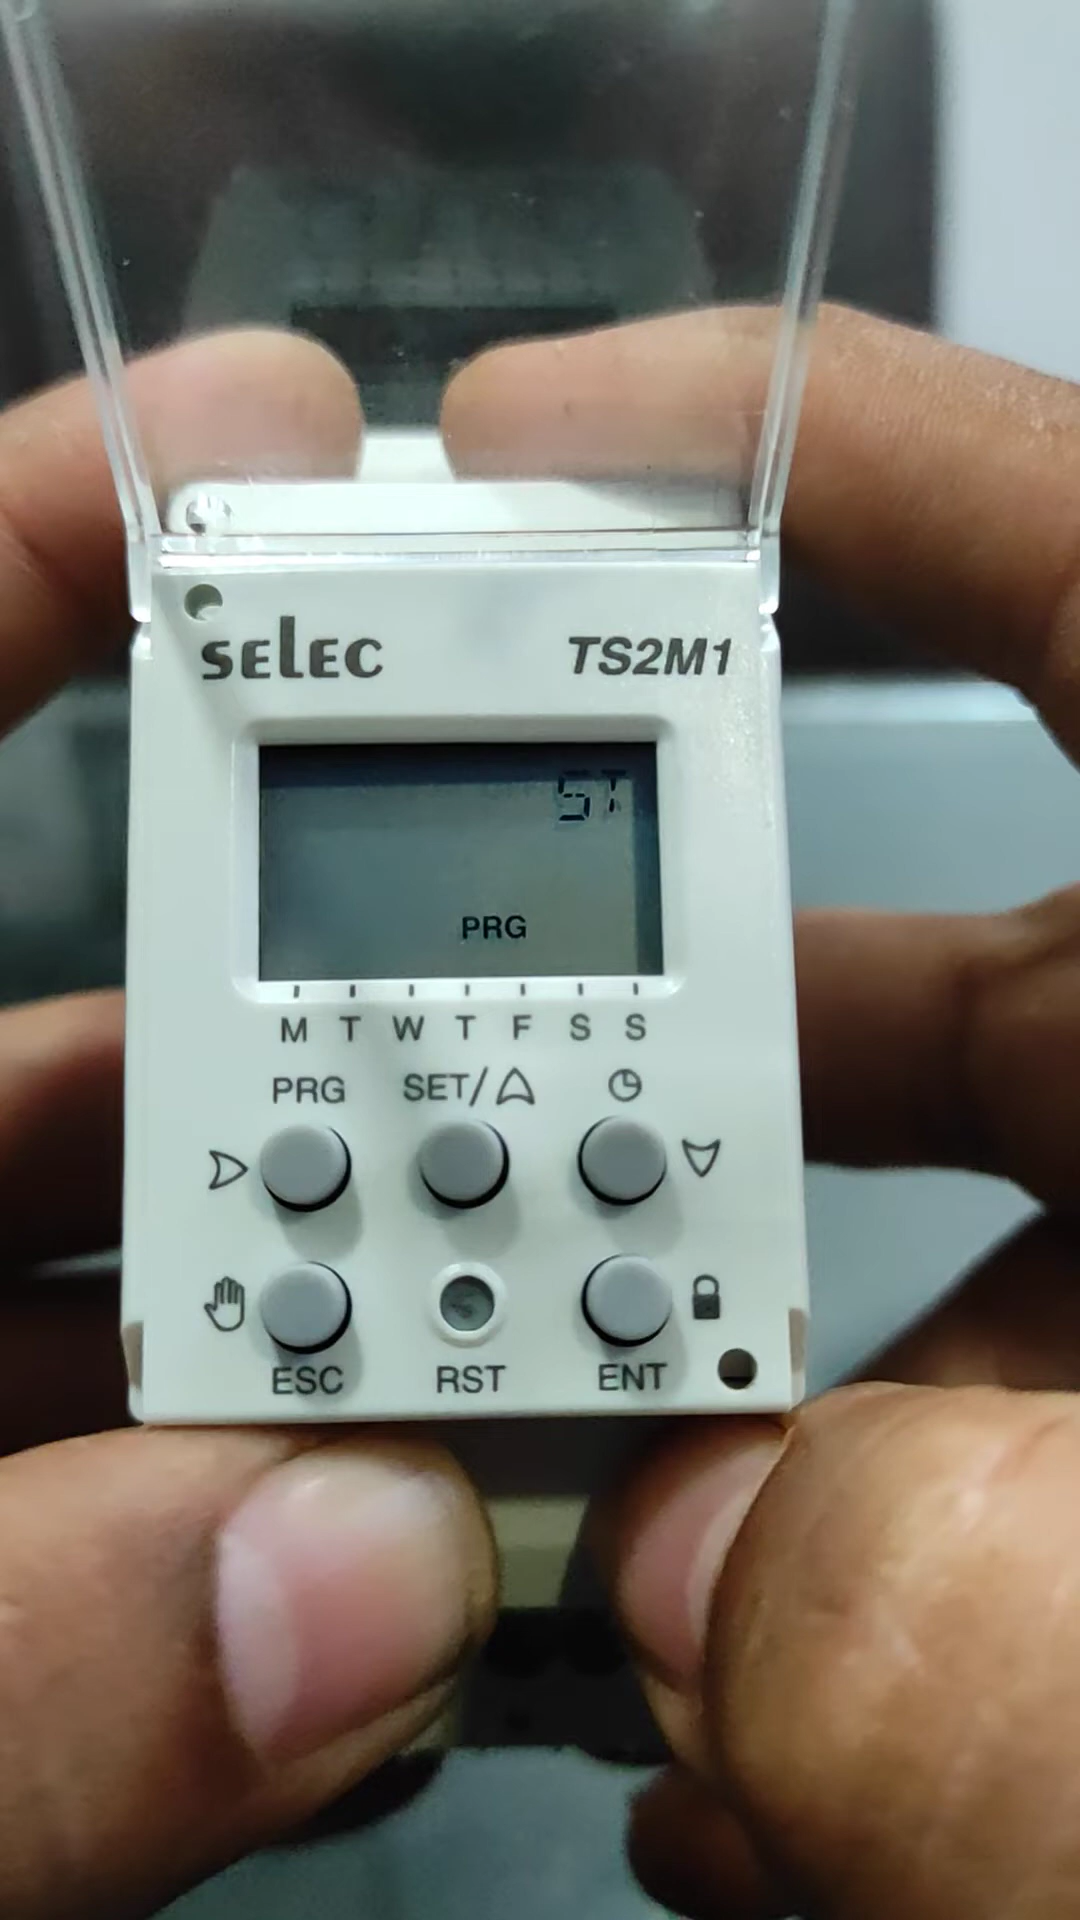 SELEC TS2M1
ST
PRG
M T W T F S S
PRG SET/
ESC RST ENT